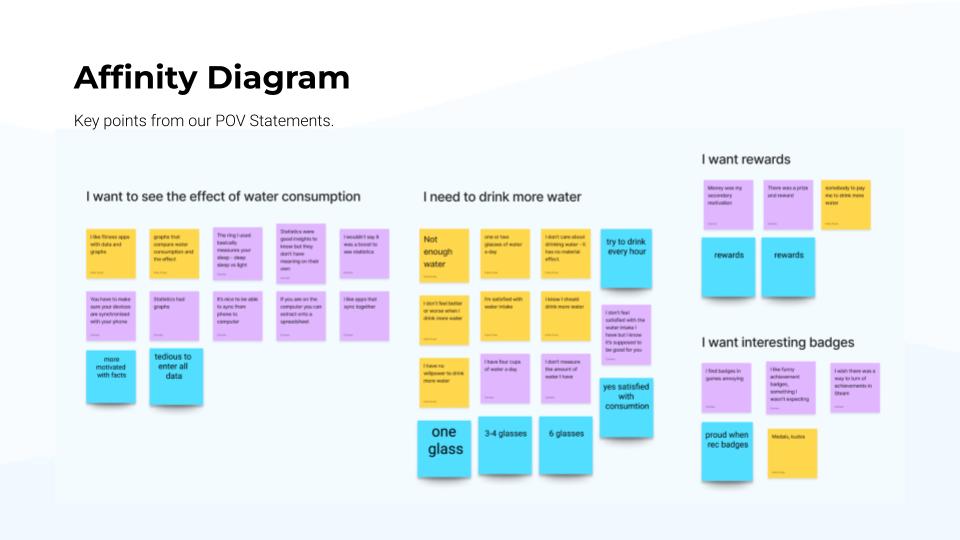 Affinity Diagram
Key points from our POV Statements.
I want to see the effect of water consumption
I like fitness apps
with data and
graphs
graphs that
compare water
consumption and
the effect
The ring I used
basically
measures your
sleep - deep
sleep vs light
Statistics were
good insights to
know but they
don't have
meaning on their
own
I wouldn't say it
was a boost to
see statistics
You have to make
sure your devices
are synchronised
with your phone
Statistics had
graphs
It's nice to be able
to sync from
phone to
computer
If you are on the
computer you can
extract onto a
spreadsheet
I like apps that
sync together
more
motivated
with facts
tedious to
enter all
data
I need to drink more water
Not
enough
water
one or two
glasses of water
a day
I don't care about
drinking water - it
has no material
effect.
try to drink
every hour
I don't feel better
or worse when I
drink more water
I'm satisfied with
water intake
I know I should
drink more water
I don't feel
satisfied with the
water intake I
have but I know
it's supposed to
be good for you
I have no
willpower to drink
more water
I have four cups
of water a day
I don't measure
the amount of
water I have
yes satisfied
with
consumtion
one
glass
3-4 glasses
6 glasses
I want rewards
Money was my
secondary
motivation
There was a prize
and reward
somebody to pay
me to drink more
water
rewards
rewards
I want interesting badges
I find badges in
games annoying
I like funny
achievement
badges,
something I
wasn't expecting
I wish there was a
way to turn of
achievements in
Steam
proud when
rec badges
Medals, kudos